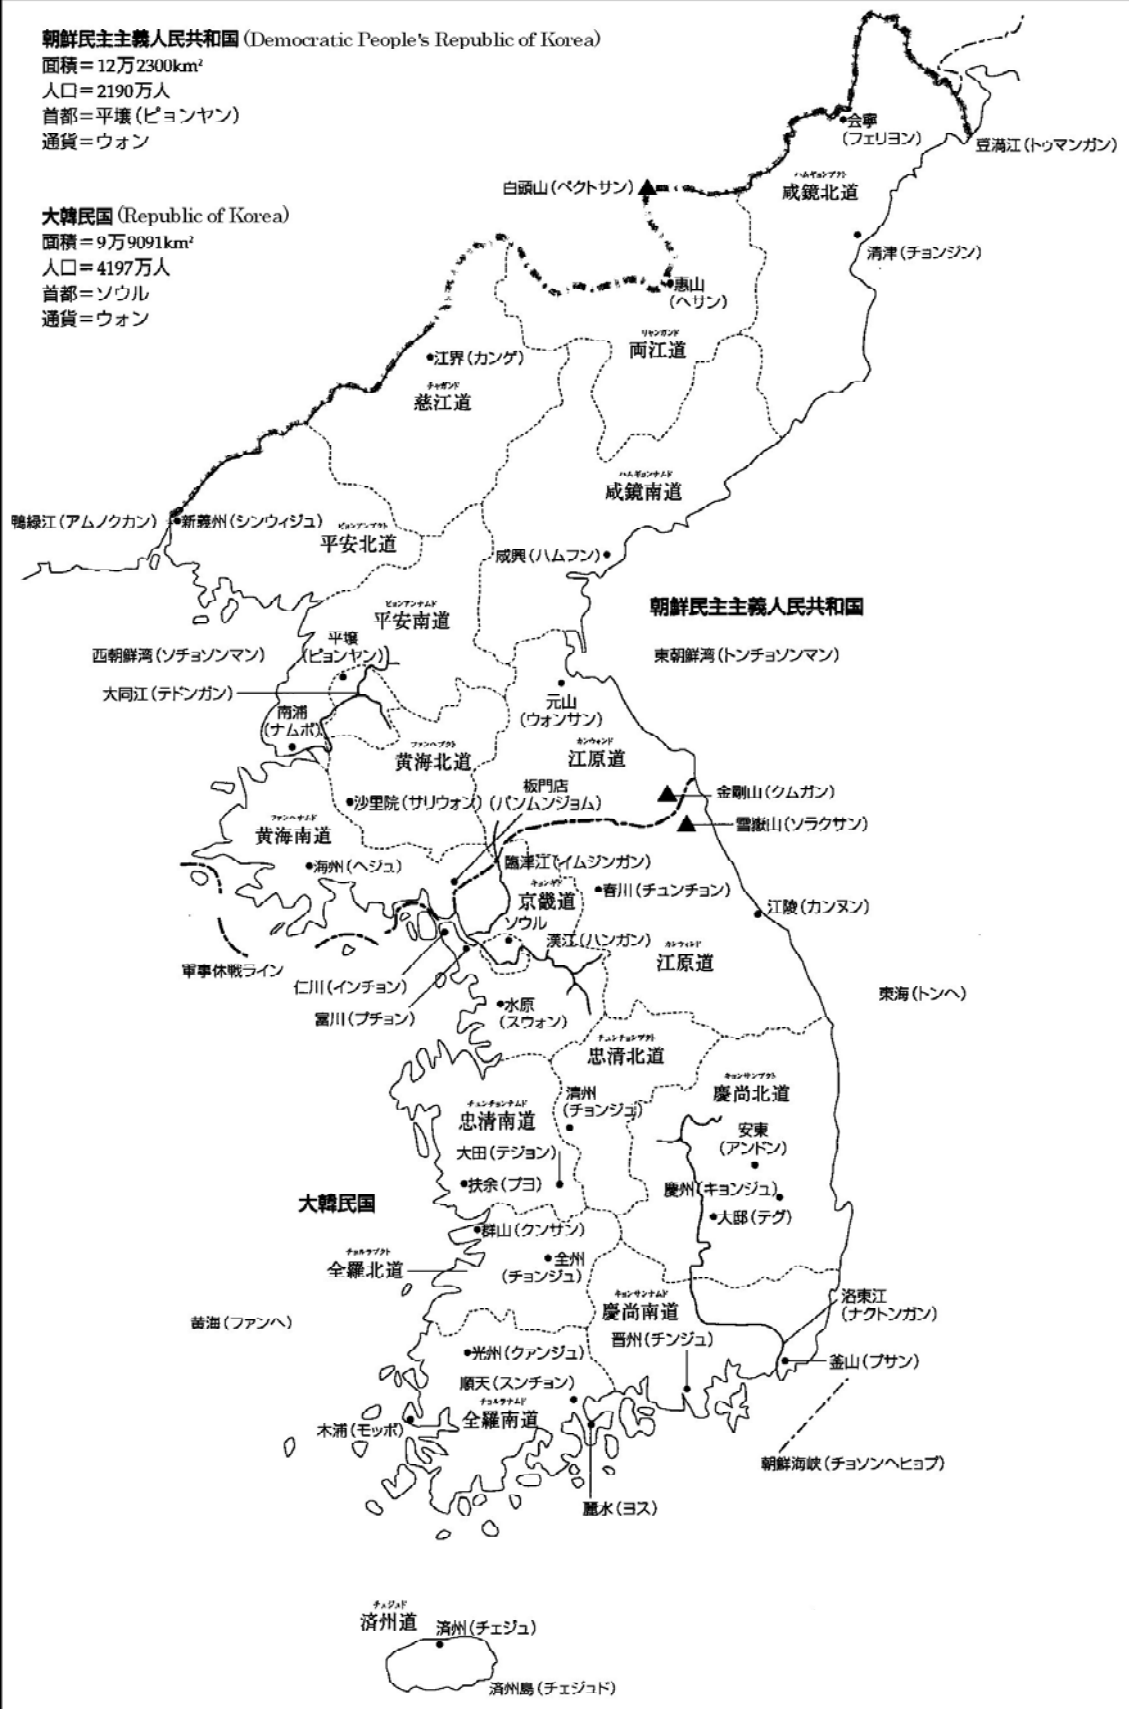 朝鮮民主主義人民共和国(Democratic People's Republic of Korea)
面積＝12万2300km²
人口＝2190万人
首都＝平壌(ピョンヤン)
通貨＝ウォン
大韓民国(Republic of Korea)
面積＝9万9091km²
人口＝4197万人
首都＝ソウル
通貨＝ウォン
会寧
(フェリョン)
豆満江(トゥマンガン)
ハムギョンブクト
咸鏡北道
白頭山(ペクトサン)
清津(チョンジン)
惠山
(ヘサン)
リャンガンド
両江道
江界(カンゲ)
チャガンド
慈江道
ハムギョンナムド
咸鏡南道
鴨緑江(アムノクカン)
新義州(シンウィジュ)
ピョンアンブクト
平安北道
咸興(ハムフン)
朝鮮民主主義人民共和国
ピョンアンナムド
平安南道
平壌
(ピョンヤン)
西朝鮮湾(ソチョソンマン)
東朝鮮湾(トンチョソンマン)
大同江(テドンガン)
南浦
(ナムポ)
元山
(ウォンサン)
カンウォンド
江原道
ファンヘブクト
黄海北道
板門店
(パンムンジョム)
金剛山(クムガン)
沙里院(サリウォン)
雪嶽山(ソラクサン)
ファンヘナムド
黄海南道
海州(ヘジュ)
臨津江(イムジンガン)
キョンギド
京畿道
春川(チュンチョン)
江陵(カンヌン)
ソウル
漢江(ハンガン)
カンウォンド
江原道
軍事休戦ライン
仁川(インチョン)
東海(トンヘ)
富川(プチョン)
水原
(スウォン)
チュンチョンブクト
忠清北道
キョンサンブクト
慶尚北道
清州
(チョンジュ)
チュンチョンナムド
忠清南道
安東
(アンドン)
大田(テジョン)
扶余(プヨ)
慶州(キョンジュ)
大韓民国
大邸(テグ)
群山(クンサン)
チョルラブクト
全羅北道
全州
(チョンジュ)
キョンサンナムド
慶尚南道
洛東江
(ナクトンガン)
黄海(ファンヘ)
晋州(チンジュ)
光州(クァンジュ)
釜山(プサン)
順天(スンチョン)
チョルラナムド
全羅南道
木浦(モッポ)
朝鮮海峡(チョソンヘヒョプ)
麗水(ヨス)
チェジュド
済州道
済州(チェジュ)
済州島(チェジュド)